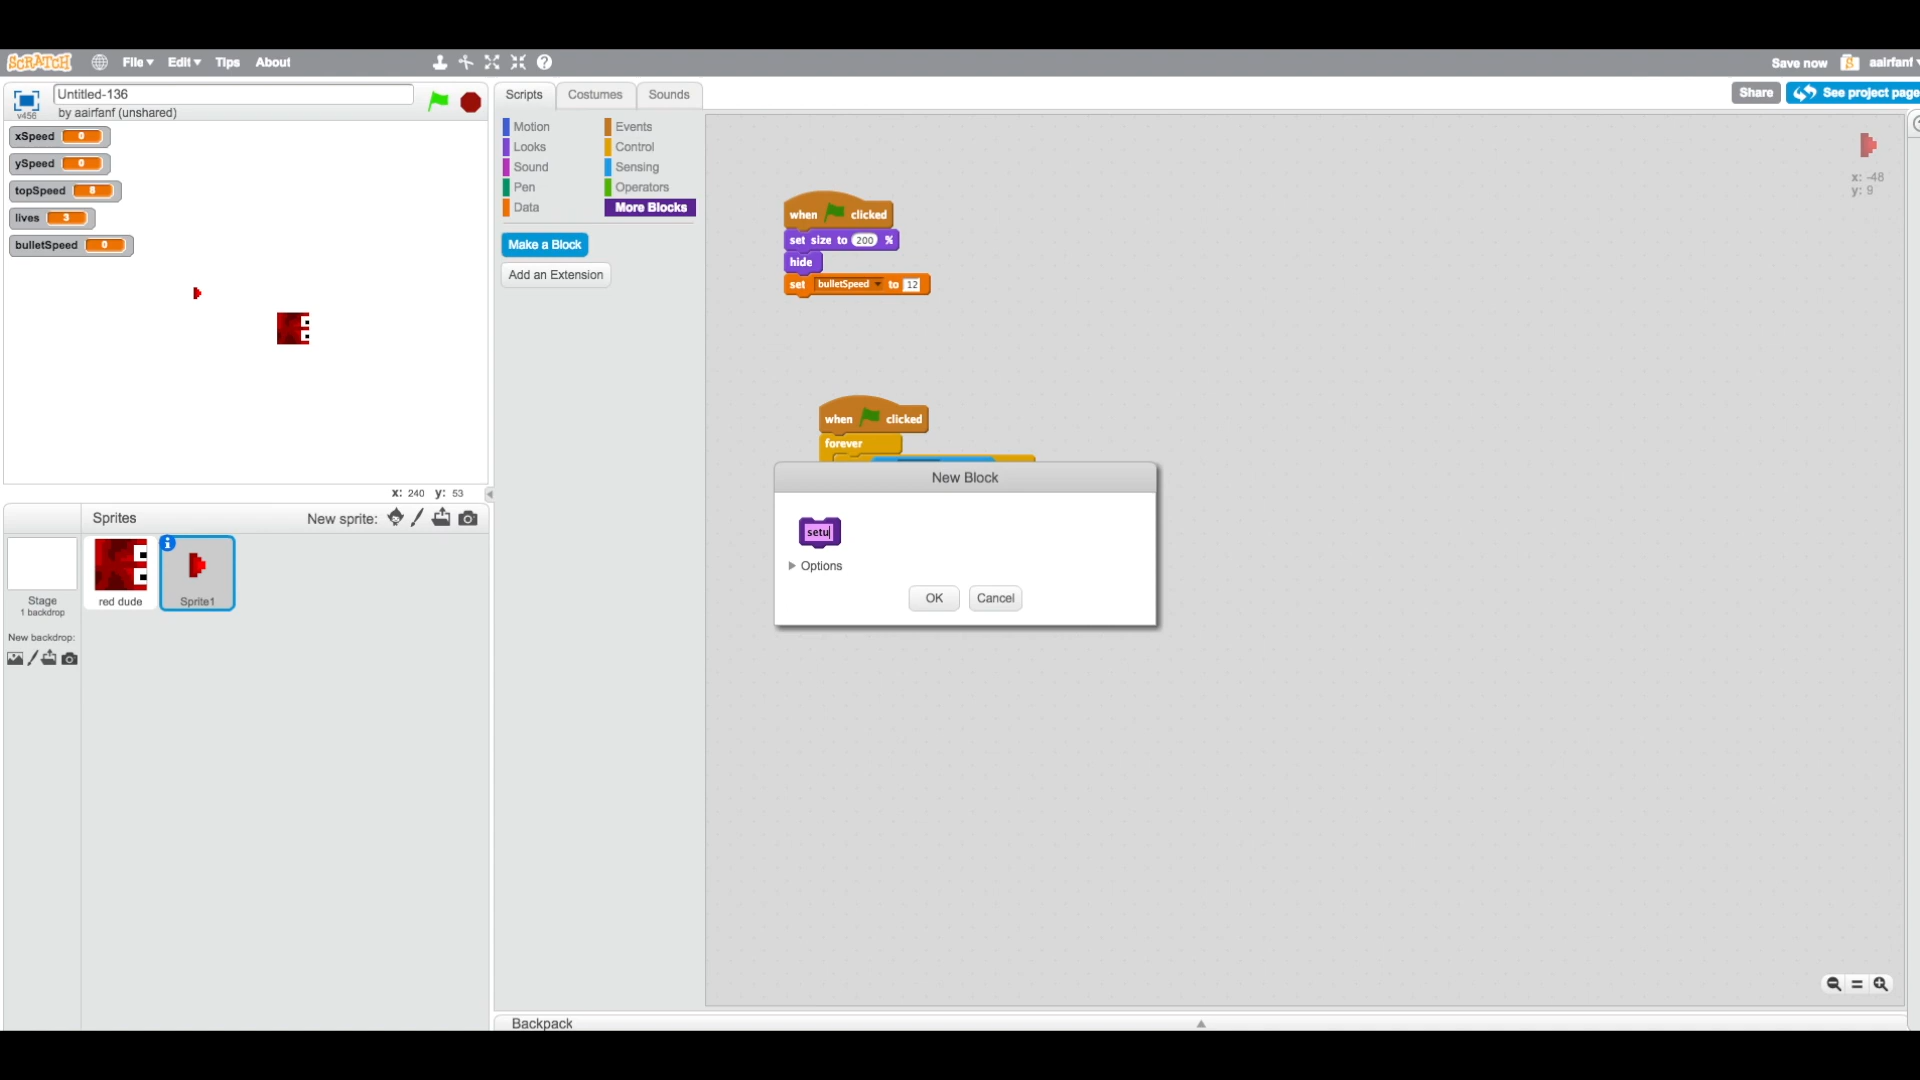 SCRATCH File Edit Tips About Save now aairfanf
Untitled-136
by aairfanf (unshared)
v456
Scripts Costumes Sounds
Share See project page
xSpeed 0
ySpeed 0
topSpeed 8
lives 3
bulletSpeed 0
Motion Events
Looks Control
Sound Sensing
Pen Operators
Data More Blocks
Make a Block
Add an Extension
x: -48
y: 9
when clicked
set size to 200 %
hide
set bulletSpeed to 12
when clicked
forever
New Block
setu
Options
OK Cancel
x: 240 y: 53
Sprites New sprite:
red dude Sprite1
Stage
1 backdrop
New backdrop:
Backpack